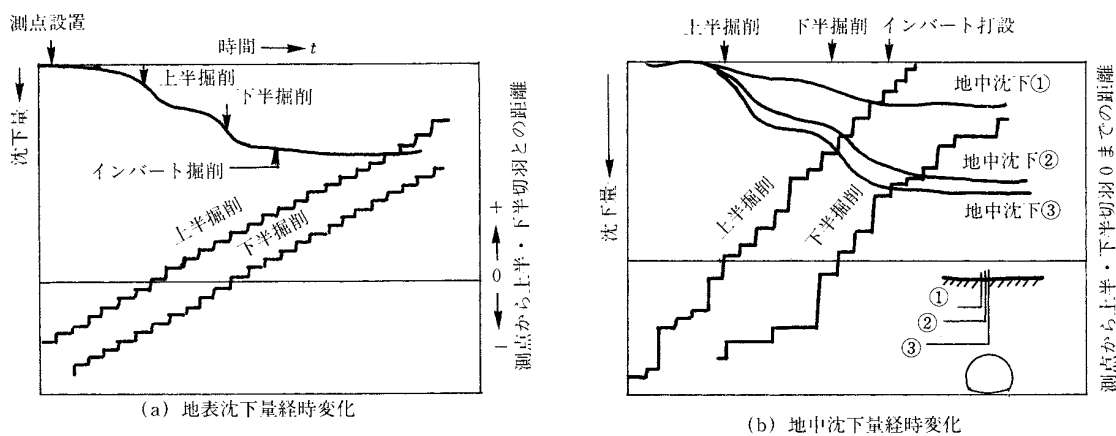 測点設置
時間 → t
沈下量
上半掘削
下半掘削
インバート掘削
上半掘削
下半掘削
+
0
−
測点から上半・下半切羽との距離
(a) 地表沈下量経時変化
上半掘削
下半掘削
インバート打設
沈下量
地中沈下①
地中沈下②
地中沈下③
上半掘削
下半掘削
①
②
③
測点から上半・下半切羽0までの距離
(b) 地中沈下量経時変化